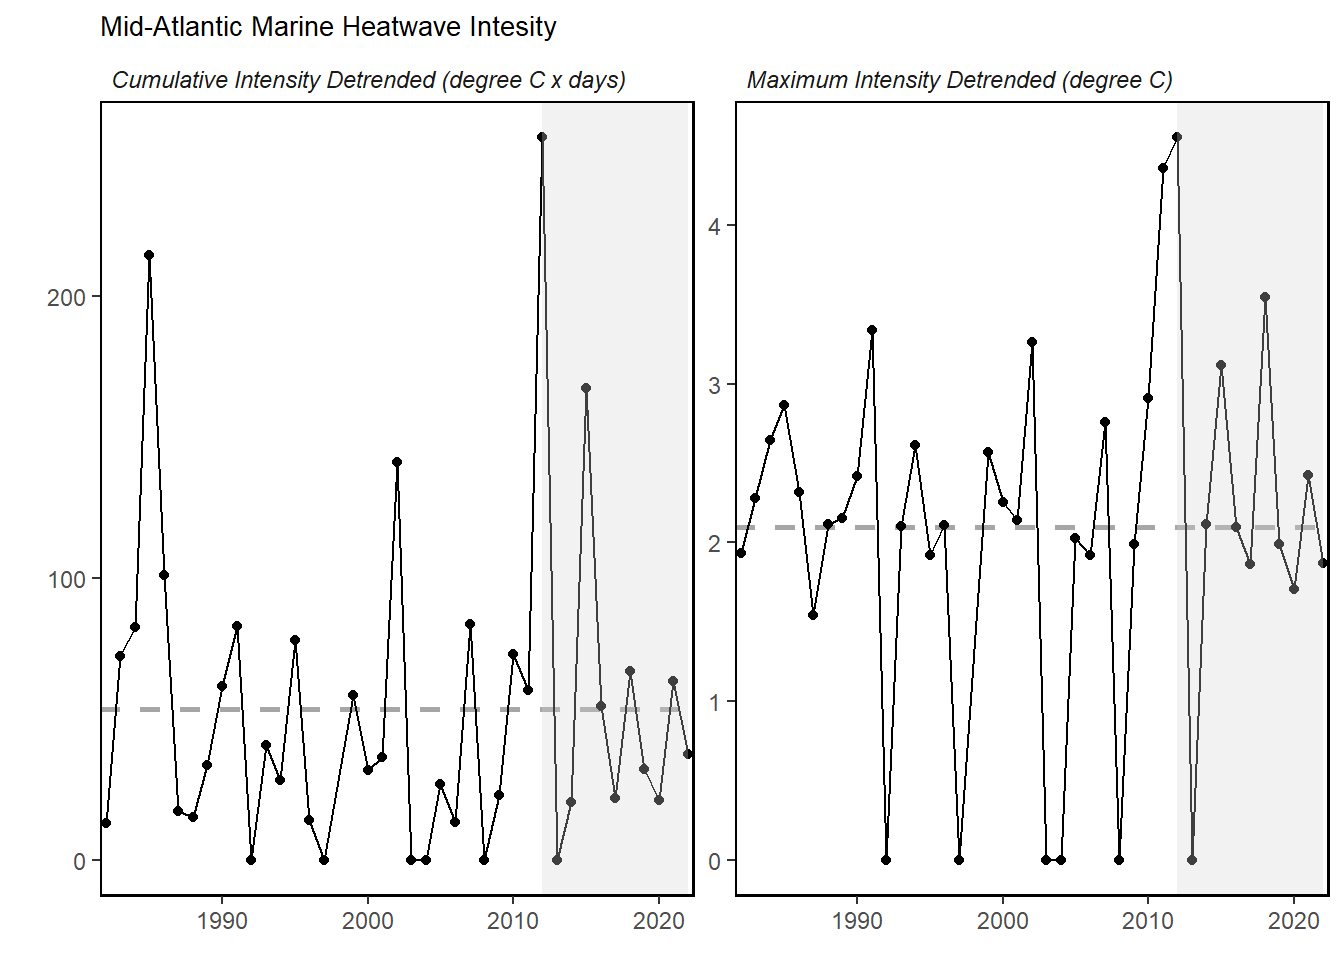 Mid-Atlantic Marine Heatwave Intesity
Cumulative Intensity Detrended (degree C x days)
200
100
0
1990 2000 2010 2020
Maximum Intensity Detrended (degree C)
4
3
2
1
0
1990 2000 2010 2020